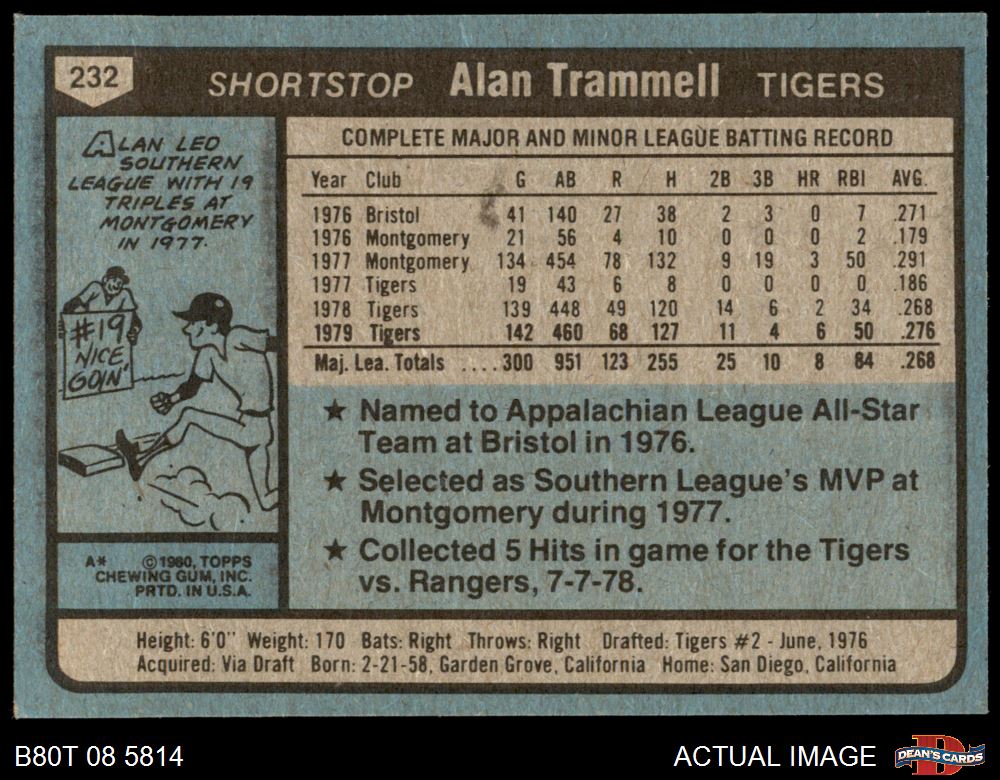 232 SHORTSTOP Alan Trammell TIGERS
ALAN LED
SOUTHERN
LEAGUE WITH 19
TRIPLES AT
MONTGOMERY
IN 1977.
#19
NICE
GOIN'
A* ©1980, TOPPS
CHEWING GUM, INC.
PRTD. IN U.S.A.
COMPLETE MAJOR AND MINOR LEAGUE BATTING RECORD
Year Club G AB R H 2B 3B HR RBI AVG.
1976 Bristol 41 140 27 38 2 3 0 7 .271
1976 Montgomery 21 56 4 10 0 0 0 2 .179
1977 Montgomery 134 454 78 132 9 19 3 50 .291
1977 Tigers 19 43 6 8 0 0 0 0 .186
1978 Tigers 139 448 49 120 14 6 2 34 .268
1979 Tigers 142 460 68 127 11 4 6 50 .276
Maj. Lea. Totals ....300 951 123 255 25 10 8 84 .268
★ Named to Appalachian League All-Star
Team at Bristol in 1976.
★ Selected as Southern League's MVP at
Montgomery during 1977.
★ Collected 5 Hits in game for the Tigers
vs. Rangers, 7-7-78.
Height: 6'0" Weight: 170 Bats: Right Throws: Right Drafted: Tigers #2 - June, 1976
Acquired: Via Draft Born: 2-21-58, Garden Grove, California Home: San Diego, California
B80T 08 5814 ACTUAL IMAGE DEAN'S CARDS